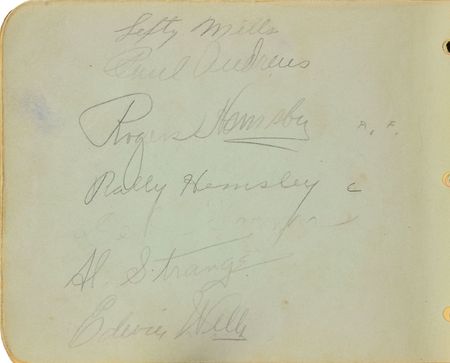 Lefty Mills
Paul Andrews
Rogers Hornsby
Rolly Hemsley c
Al. Strange
Edwin Wells